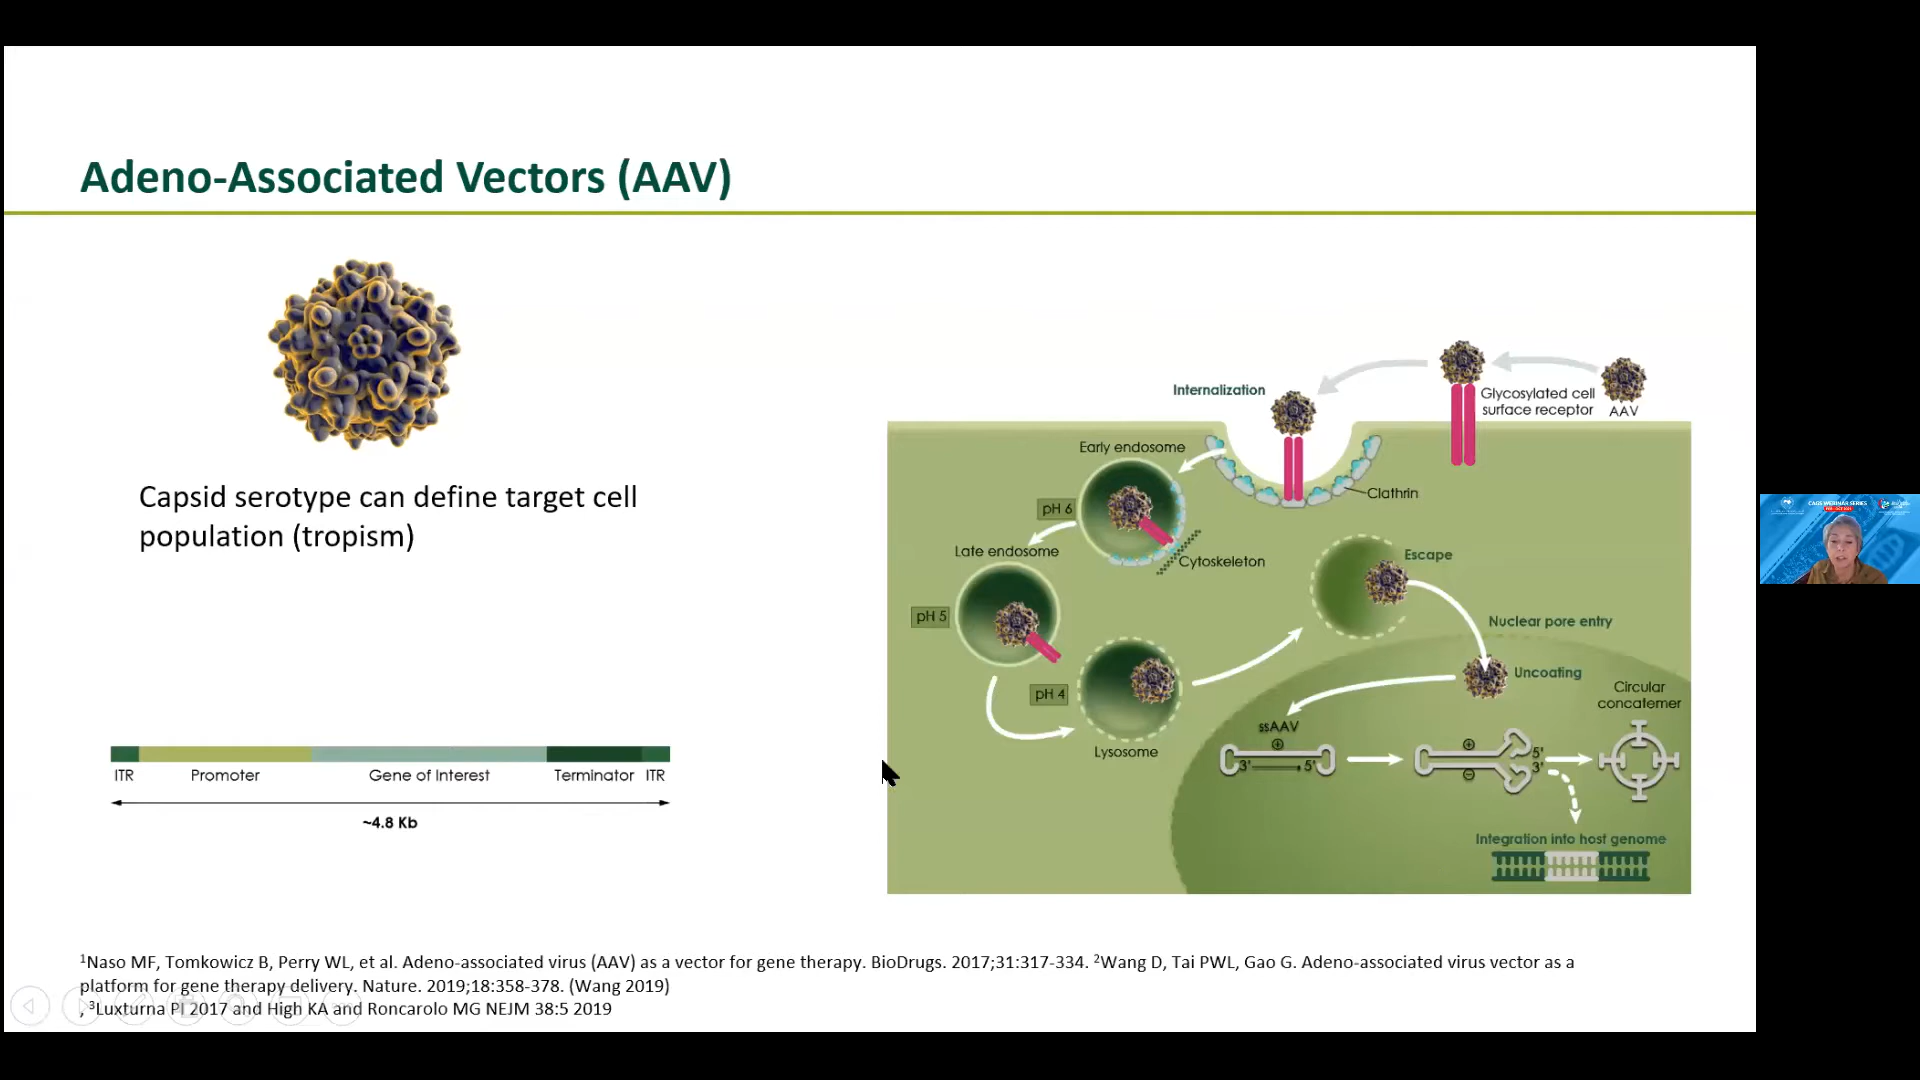 Adeno-Associated Vectors (AAV)
Capsid serotype can define target cell
population (tropism)
ITR Promoter Gene of Interest Terminator ITR
~4.8 Kb
Internalization
Glycosylated cell
surface receptor
AAV
Early endosome
Clathrin
pH 6
Late endosome
Cytoskeleton
Escape
pH 5
Nuclear pore entry
pH 4
Uncoating
Circular
concatemer
Lysosome
ssAAV
+
3' 5'
+
5'
3'
−
Integration into host genome
¹Naso MF, Tomkowicz B, Perry WL, et al. Adeno-associated virus (AAV) as a vector for gene therapy. BioDrugs. 2017;31:317-334. ²Wang D, Tai PWL, Gao G. Adeno-associated virus vector as a
platform for gene therapy delivery. Nature. 2019;18:358-378. (Wang 2019)
, ³Luxturna PI 2017 and High KA and Roncarolo MG NEJM 38:5 2019
CAGS WEBINAR SERIES